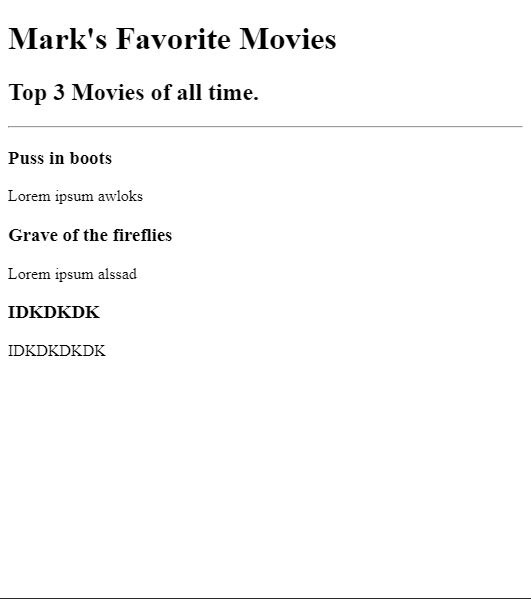 Mark's Favorite Movies
Top 3 Movies of all time.
Puss in boots
Lorem ipsum awloks
Grave of the fireflies
Lorem ipsum alssad
IDKDKDK
IDKDKDKDK